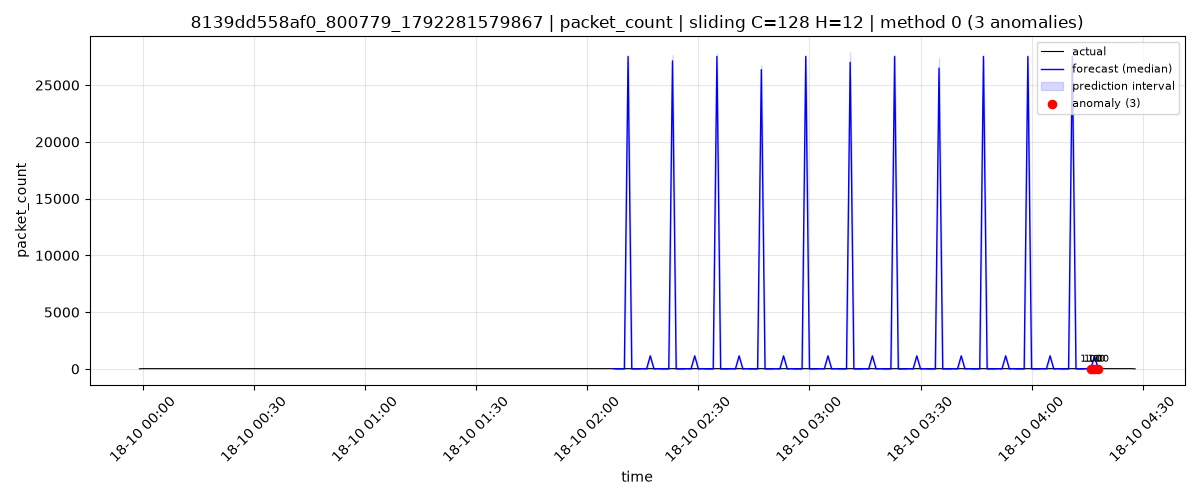 8139dd558af0_800779_1792281579867 | packet_count | sliding C=128 H=12 | method 0 (3 anomalies)
actual
forecast (median)
prediction interval
anomaly (3)
packet_count
25000
20000
15000
10000
5000
0
18-10 00:00
18-10 00:30
18-10 01:00
18-10 01:30
18-10 02:00
18-10 02:30
18-10 03:00
18-10 03:30
18-10 04:00
18-10 04:30
time